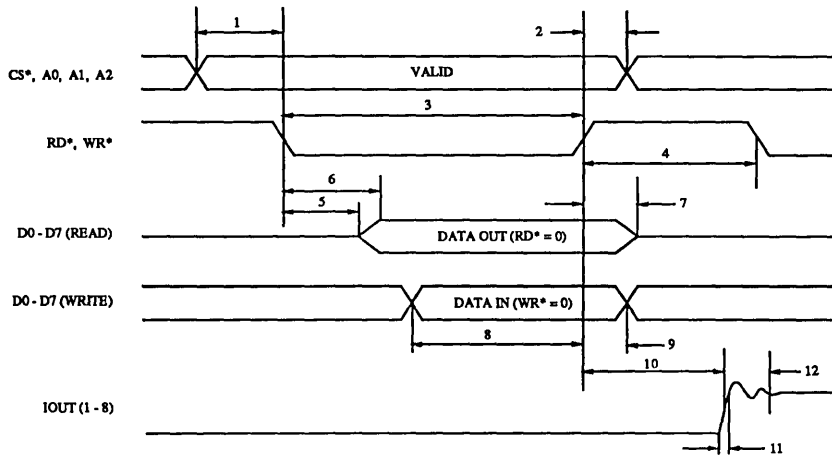 1
2
CS*, A0, A1, A2
VALID
3
RD*, WR*
4
6
5
7
D0 - D7 (READ)
DATA OUT (RD* = 0)
D0 - D7 (WRITE)
DATA IN (WR* = 0)
8
9
10
12
IOUT (1 - 8)
11